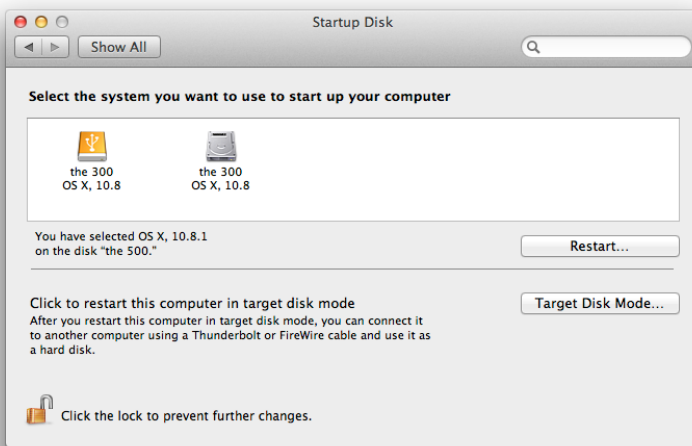 Startup Disk
Show All
Select the system you want to use to start up your computer
the 300 the 300
OS X, 10.8 OS X, 10.8
You have selected OS X, 10.8.1
on the disk “the 500.”
Restart...
Click to restart this computer in target disk mode
Target Disk Mode...
After you restart this computer in target disk mode, you can connect it
to another computer using a Thunderbolt or FireWire cable and use it as
a hard disk.
Click the lock to prevent further changes.